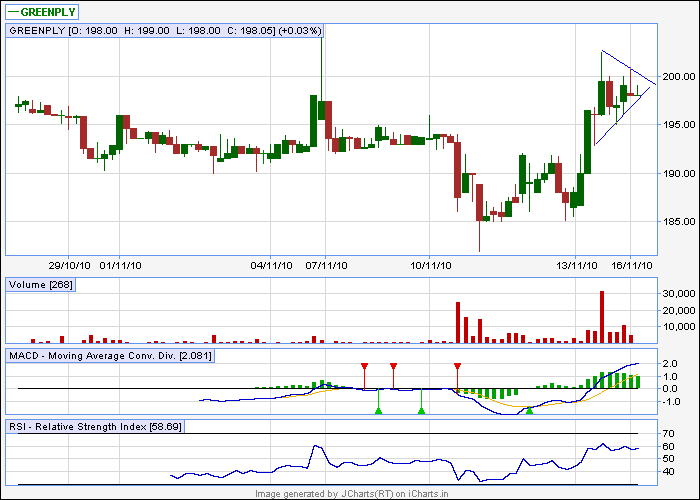 GREENPLY
GREENPLY [O: 198.00 H: 199.00 L: 198.00 C: 198.05] (+0.03%)
200.00
195.00
190.00
185.00
29/10/10 01/11/10 04/11/10 07/11/10 10/11/10 13/11/10 16/11/10
Volume [268]
30,000
20,000
10,000
MACD - Moving Average Conv. Div. [2.081]
2.0
1.0
0.0
-1.0
RSI - Relative Strength Index [58.69]
70
60
50
40
Image generated by JCharts(RT) on iCharts.in